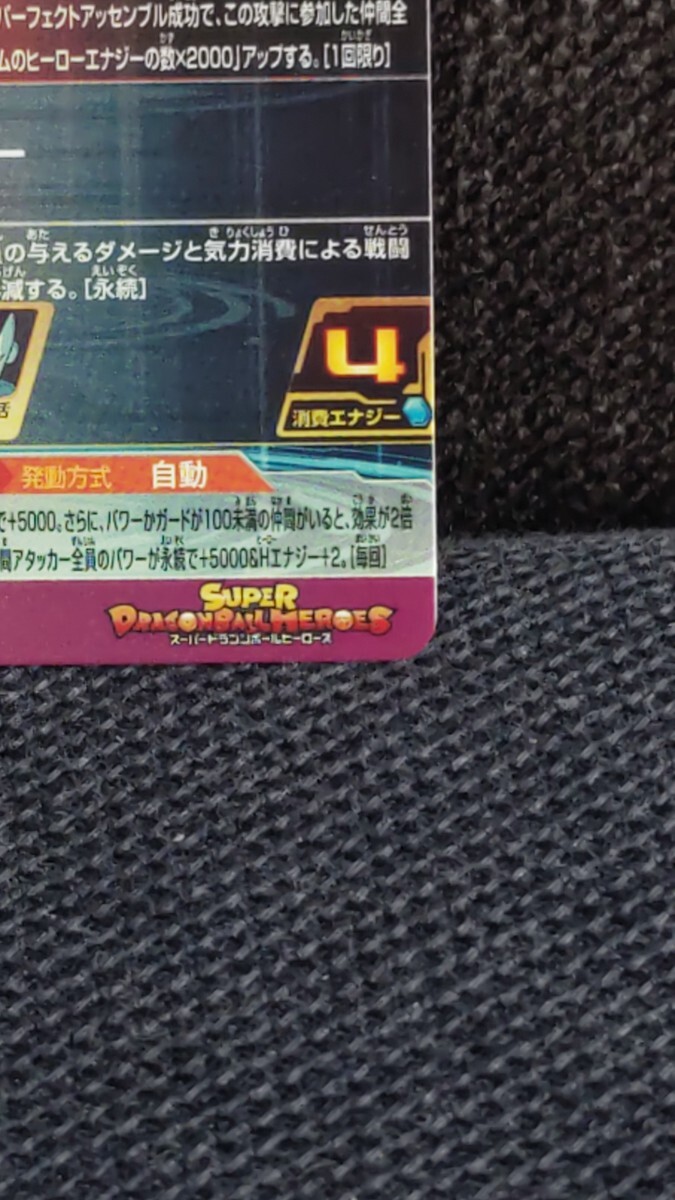 パーフェクトアッセンブル成功で、この攻撃に参加した仲間全
ムのヒーローエナジーの数×2000」アップする。[1回限り]
の与えるダメージと気力消費による戦闘
減する。[永続]
4
消費エナジー
発動方式 自動
で+5000。さらに、パワーかガードが100未満の仲間がいると、効果が2倍
間アタッカー全員のパワーが永続で+5000&Hエナジー+2。[毎回]
SUPER
DRAGONBALL HEROES
スーパードラゴンボールヒーローズ